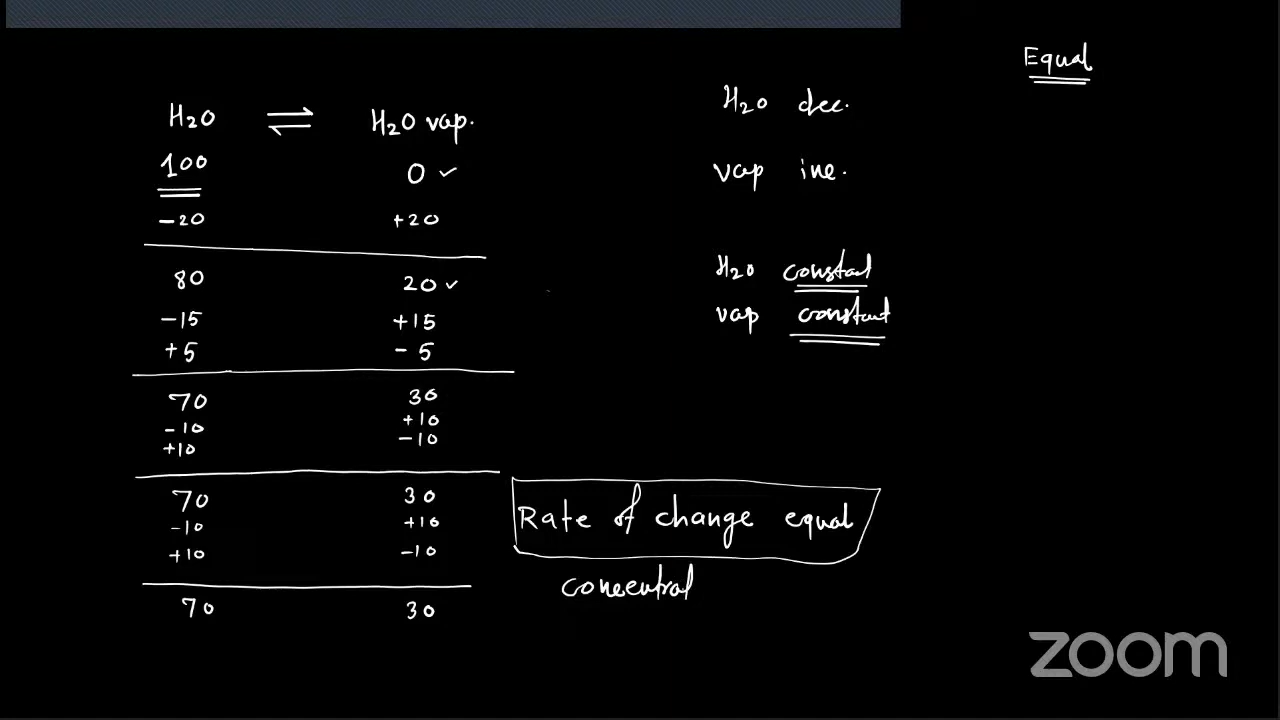 Equal
H₂O ⇌ H₂O vap.
100 0 ✓
-20 +20
80 20 ✓
-15 +15
+5 -5
70 30
-10 +10
+10 -10
70 30
-10 +10
+10 -10
70 30
H₂O dec.
vap inc.
H₂O constant
vap constant
Rate of change equal
concentrat
zoom